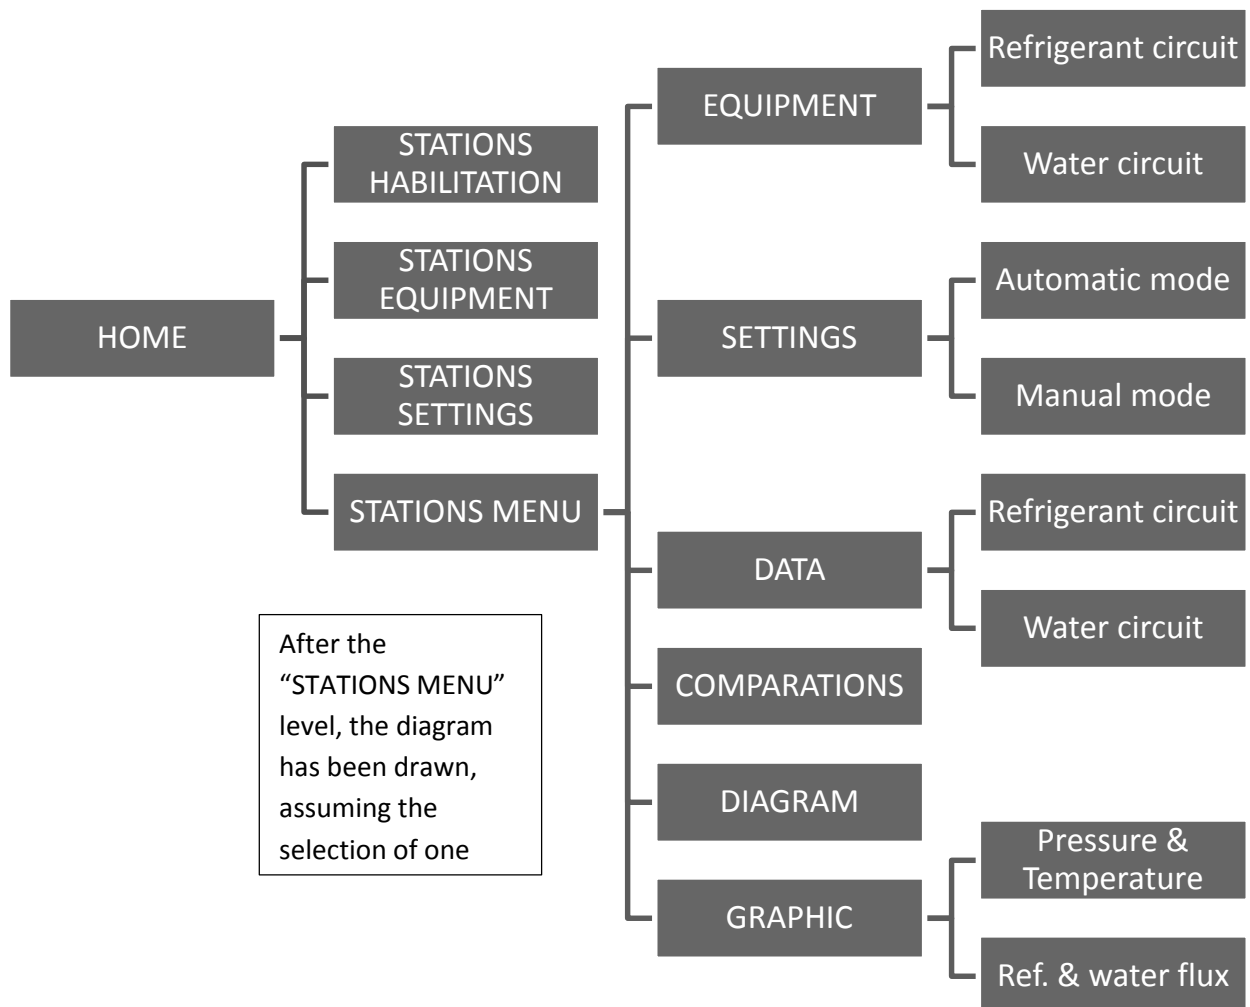 HOME
STATIONS
HABILITATION
STATIONS
EQUIPMENT
STATIONS
SETTINGS
STATIONS MENU
EQUIPMENT
Refrigerant circuit
Water circuit
SETTINGS
Automatic mode
Manual mode
DATA
Refrigerant circuit
Water circuit
COMPARATIONS
DIAGRAM
GRAPHIC
Pressure &
Temperature
Ref. & water flux
After the
“STATIONS MENU”
level, the diagram
has been drawn,
assuming the
selection of one